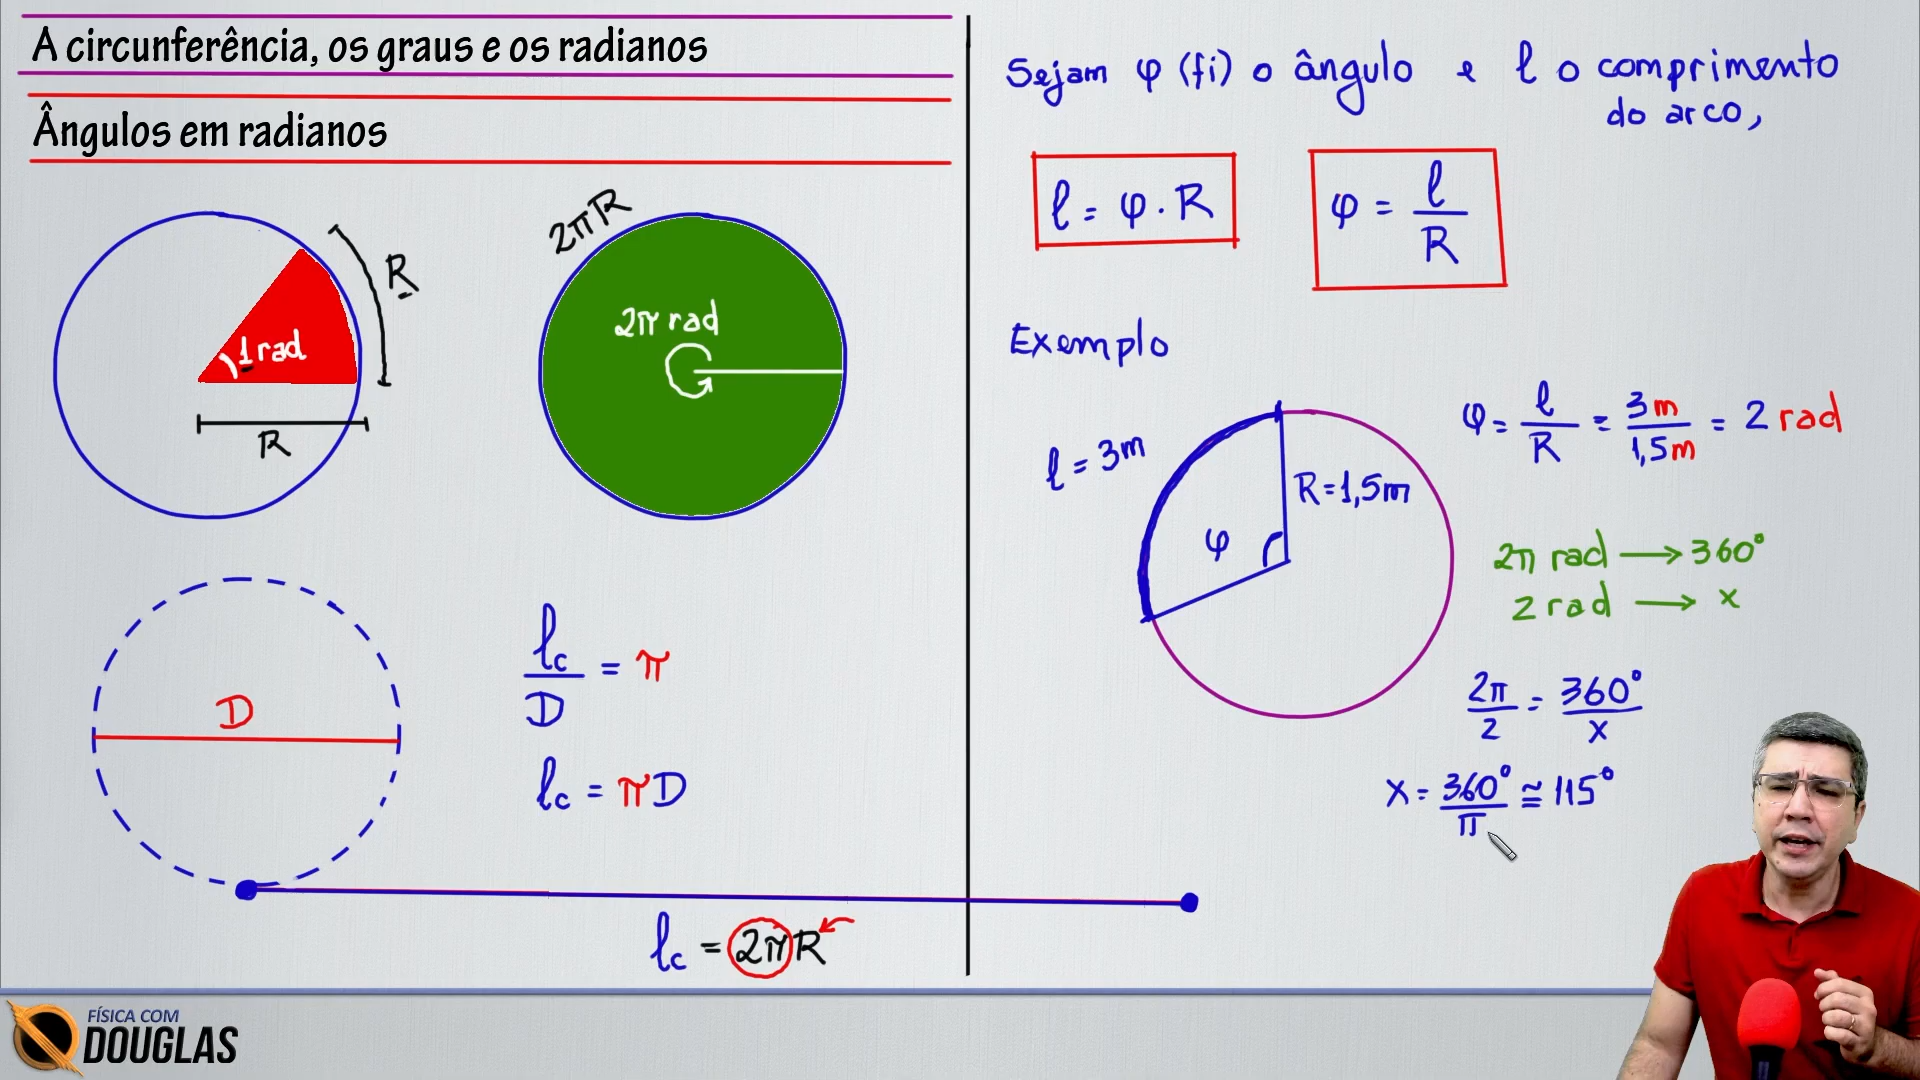 A circunferência, os graus e os radianos
Ângulos em radianos
R
1 rad
R
2πR
2π rad
D
lc/D = π
lc = πD
lc = 2πR
Sejam φ (fi) o ângulo e l o comprimento
do arco,
l = φ . R
φ = l/R
Exemplo
l = 3m
R = 1,5m
φ
φ = l/R = 3m/1,5m = 2 rad
2π rad → 360°
2 rad → x
2π/2 = 360°/x
x = 360°/π ≅ 115°
FÍSICA COM
DOUGLAS